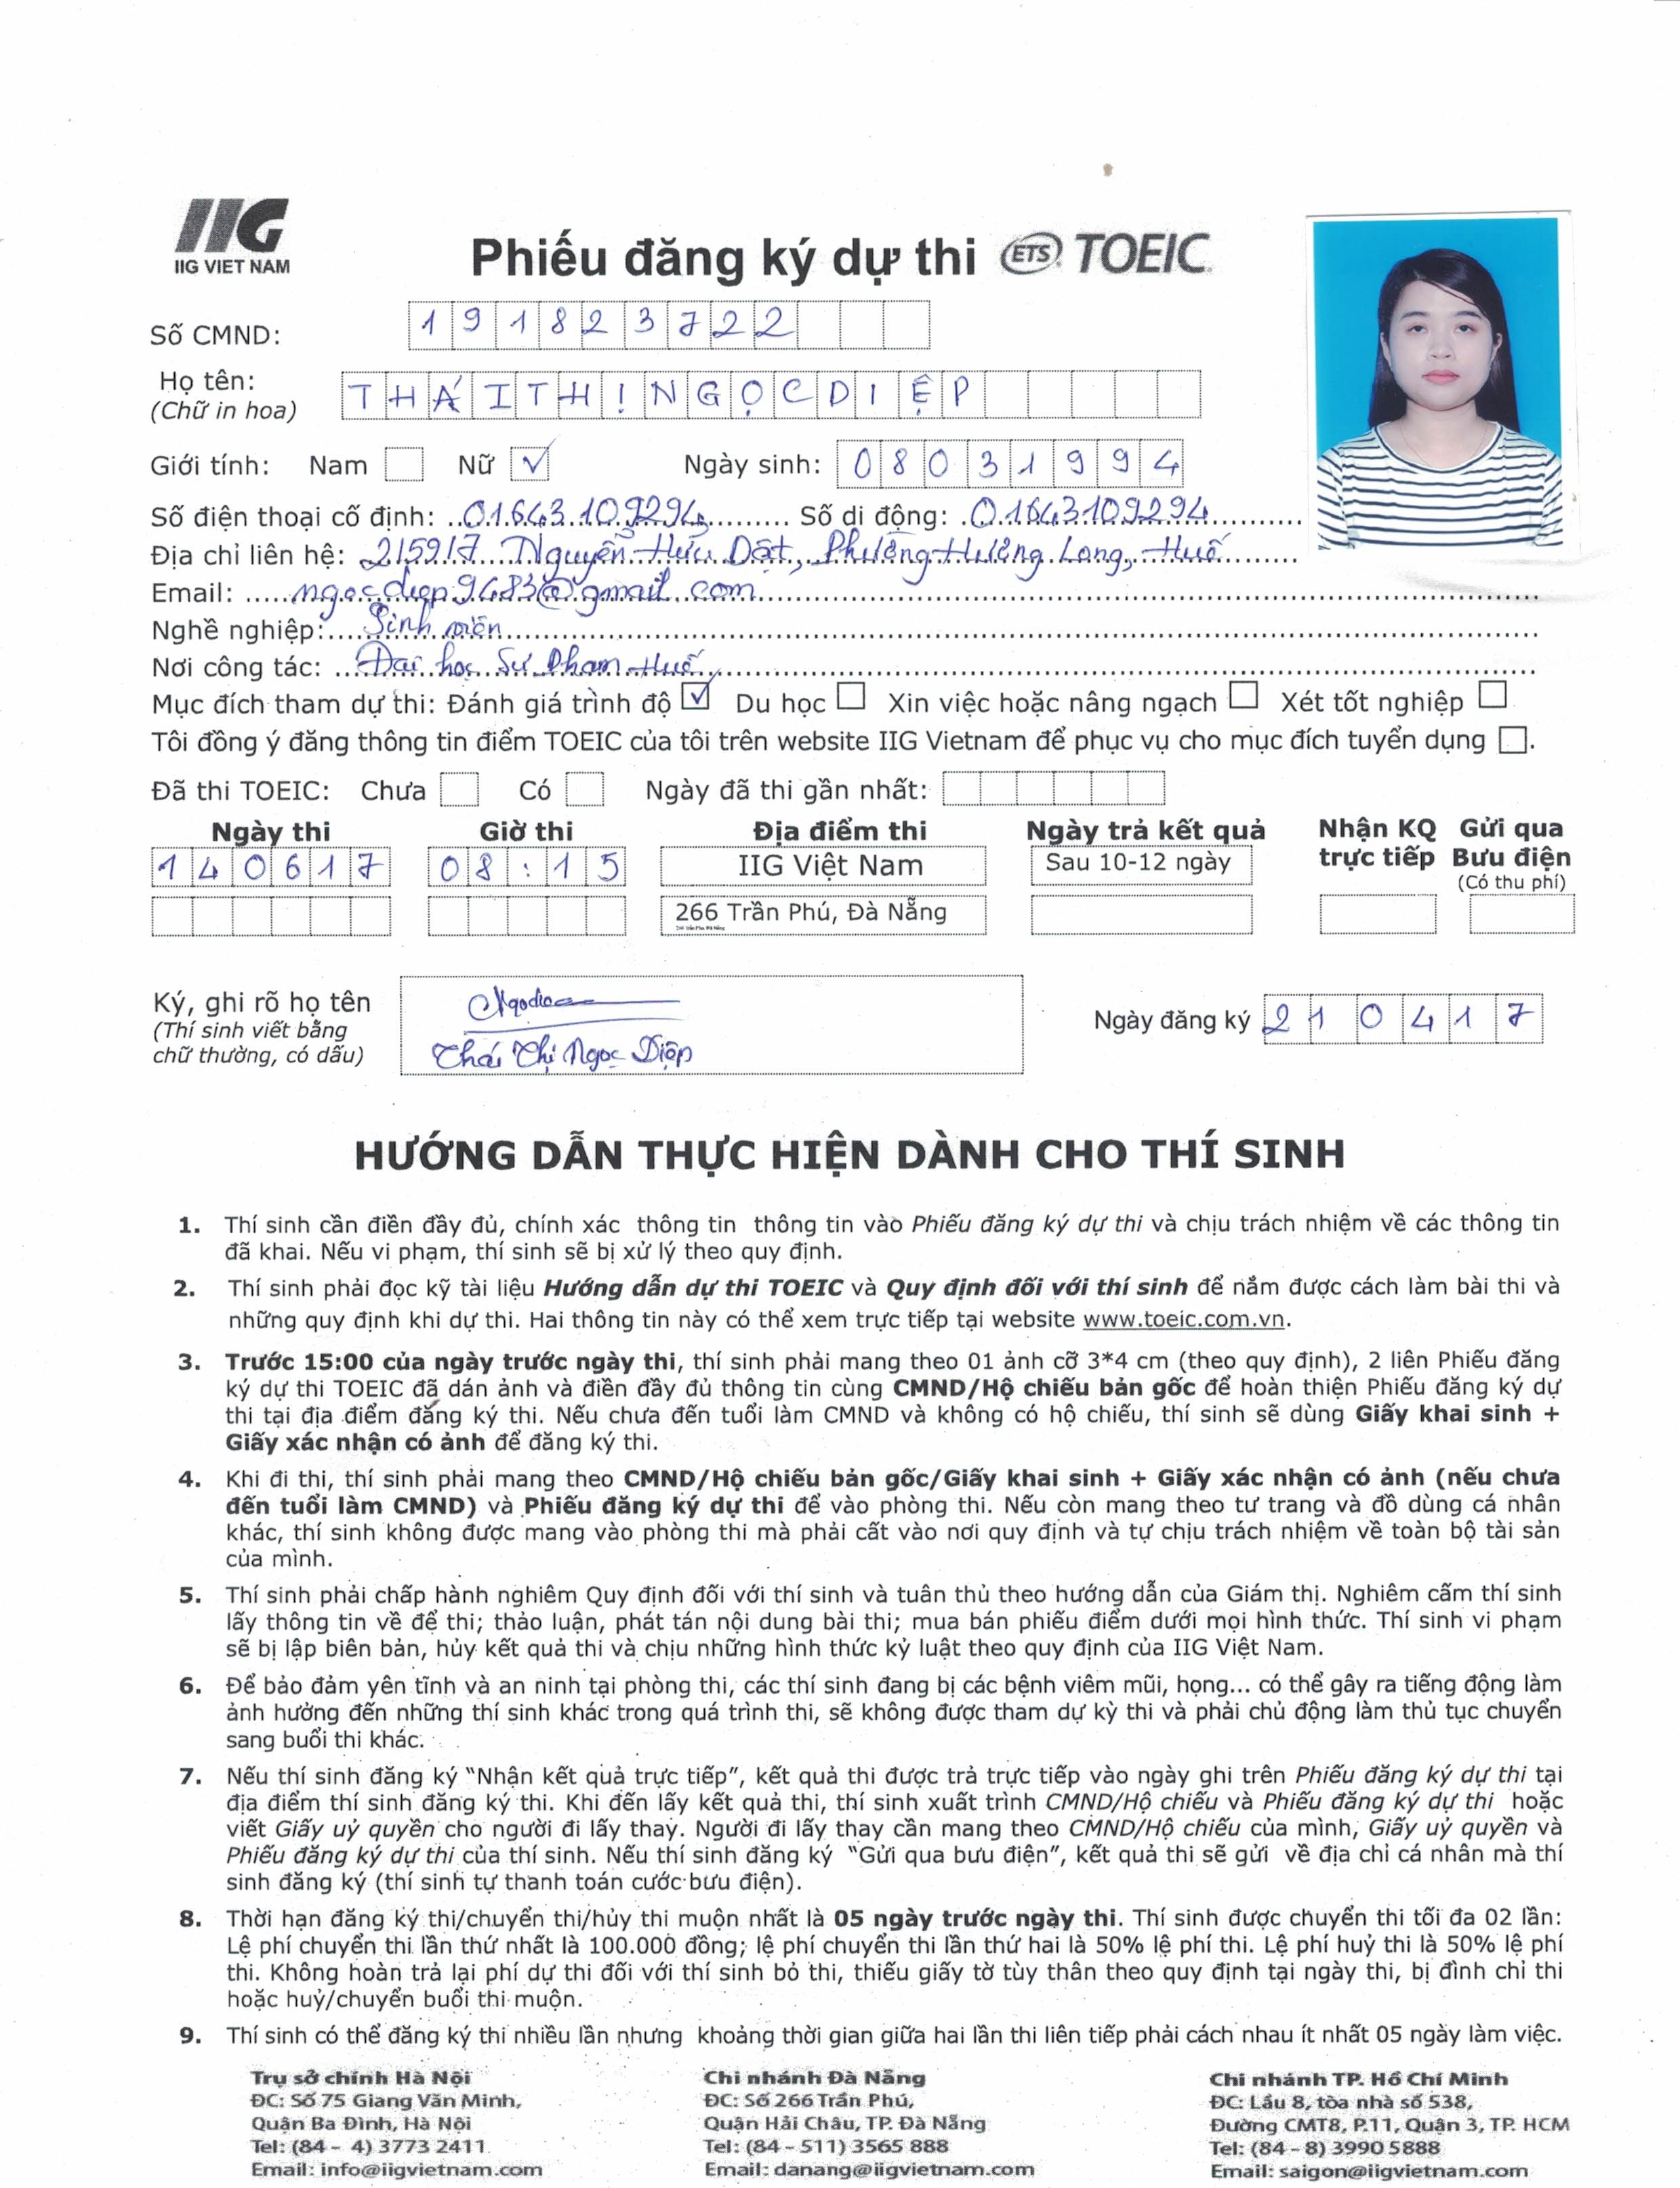 IIG
IIG VIET NAM
Phiếu đăng ký dự thi ETS TOEIC
Số CMND: 191823722
Họ tên: THÁI THỊ NGỌC DIỆP
(Chữ in hoa)
Giới tính: Nam Nữ ✓ Ngày sinh: 08031994
Số điện thoại cố định: 01643109294 Số di động: 01643109294
Địa chỉ liên hệ: Nguyễn Hữu Dật, Phường Hương Long, Huế
Email: ngocdiep9483@gmail.com
Nghề nghiệp: Sinh viên
Nơi công tác: Đại học Sư Phạm Huế
Mục đích tham dự thi: Đánh giá trình độ ✓ Du học Xin việc hoặc nâng ngạch Xét tốt nghiệp
Tôi đồng ý đăng thông tin điểm TOEIC của tôi trên website IIG Vietnam để phục vụ cho mục đích tuyển dụng .
Đã thi TOEIC: Chưa Có Ngày đã thi gần nhất:
Ngày thi Giờ thi Địa điểm thi Ngày trả kết quả Nhận KQ trực tiếp Gửi qua Bưu điện
(Có thu phí)
140617 08:15 IIG Việt Nam Sau 10-12 ngày
266 Trần Phú, Đà Nẵng
Ký, ghi rõ họ tên
(Thí sinh viết bằng
chữ thường, có dấu)
Thái Thị Ngọc Diệp
Ngày đăng ký 210417
HƯỚNG DẪN THỰC HIỆN DÀNH CHO THÍ SINH
1. Thí sinh cần điền đầy đủ, chính xác thông tin thông tin vào Phiếu đăng ký dự thi và chịu trách nhiệm về các thông tin
đã khai. Nếu vi phạm, thí sinh sẽ bị xử lý theo quy định.
2. Thí sinh phải đọc kỹ tài liệu Hướng dẫn dự thi TOEIC và Quy định đối với thí sinh để nắm được cách làm bài thi và
những quy định khi dự thi. Hai thông tin này có thể xem trực tiếp tại website www.toeic.com.vn.
3. Trước 15:00 của ngày trước ngày thi, thí sinh phải mang theo 01 ảnh cỡ 3*4 cm (theo quy định), 2 liên Phiếu đăng
ký dự thi TOEIC đã dán ảnh và điền đầy đủ thông tin cùng CMND/Hộ chiếu bản gốc để hoàn thiện Phiếu đăng ký dự
thi tại địa điểm đăng ký thi. Nếu chưa đến tuổi làm CMND và không có hộ chiếu, thí sinh sẽ dùng Giấy khai sinh +
Giấy xác nhận có ảnh để đăng ký thi.
4. Khi đi thi, thí sinh phải mang theo CMND/Hộ chiếu bản gốc/Giấy khai sinh + Giấy xác nhận có ảnh (nếu chưa
đến tuổi làm CMND) và Phiếu đăng ký dự thi để vào phòng thi. Nếu còn mang theo tư trang và đồ dùng cá nhân
khác, thí sinh không được mang vào phòng thi mà phải cất vào nơi quy định và tự chịu trách nhiệm về toàn bộ tài sản
của mình.
5. Thí sinh phải chấp hành nghiêm Quy định đối với thí sinh và tuân thủ theo hướng dẫn của Giám thị. Nghiêm cấm thí sinh
lấy thông tin về đề thi; thảo luận, phát tán nội dung bài thi; mua bán phiếu điểm dưới mọi hình thức. Thí sinh vi phạm
sẽ bị lập biên bản, hủy kết quả thi và chịu những hình thức kỷ luật theo quy định của IIG Việt Nam.
6. Để bảo đảm yên tĩnh và an ninh tại phòng thi, các thí sinh đang bị các bệnh viêm mũi, họng... có thể gây ra tiếng động làm
ảnh hưởng đến những thí sinh khác trong quá trình thi, sẽ không được tham dự kỳ thi và phải chủ động làm thủ tục chuyển
sang buổi thi khác.
7. Nếu thí sinh đăng ký “Nhận kết quả trực tiếp”, kết quả thi được trả trực tiếp vào ngày ghi trên Phiếu đăng ký dự thi tại
địa điểm thí sinh đăng ký thi. Khi đến lấy kết quả thi, thí sinh xuất trình CMND/Hộ chiếu và Phiếu đăng ký dự thi hoặc
viết Giấy uỷ quyền cho người đi lấy thay. Người đi lấy thay cần mang theo CMND/Hộ chiếu của mình, Giấy uỷ quyền và
Phiếu đăng ký dự thi của thí sinh. Nếu thí sinh đăng ký “Gửi qua bưu điện”, kết quả thi sẽ gửi về địa chỉ cá nhân mà thí
sinh đăng ký (thí sinh tự thanh toán cước bưu điện).
8. Thời hạn đăng ký thi/chuyển thi/hủy thi muộn nhất là 05 ngày trước ngày thi. Thí sinh được chuyển thi tối đa 02 lần:
Lệ phí chuyển thi lần thứ nhất là 100.000 đồng; lệ phí chuyển thi lần thứ hai là 50% lệ phí thi. Lệ phí huỷ thi là 50% lệ phí
thi. Không hoàn trả lại phí dự thi đối với thí sinh bỏ thi, thiếu giấy tờ tùy thân theo quy định tại ngày thi, bị đình chỉ thi
hoặc huỷ/chuyển buổi thi muộn.
9. Thí sinh có thể đăng ký thi nhiều lần nhưng khoảng thời gian giữa hai lần thi liên tiếp phải cách nhau ít nhất 05 ngày làm việc.
Trụ sở chính Hà Nội
ĐC: Số 75 Giang Văn Minh,
Quận Ba Đình, Hà Nội
Tel: (84 - 4) 3773 2411
Email: info@iigvietnam.com
Chi nhánh Đà Nẵng
ĐC: Số 266 Trần Phú,
Quận Hải Châu, TP. Đà Nẵng
Tel: (84 - 511) 3565 888
Email: danang@iigvietnam.com
Chi nhánh TP. Hồ Chí Minh
ĐC: Lầu 8, tòa nhà số 538,
Đường CMT8, P.11, Quận 3, TP. HCM
Tel: (84 - 8) 3990 5888
Email: saigon@iigvietnam.com